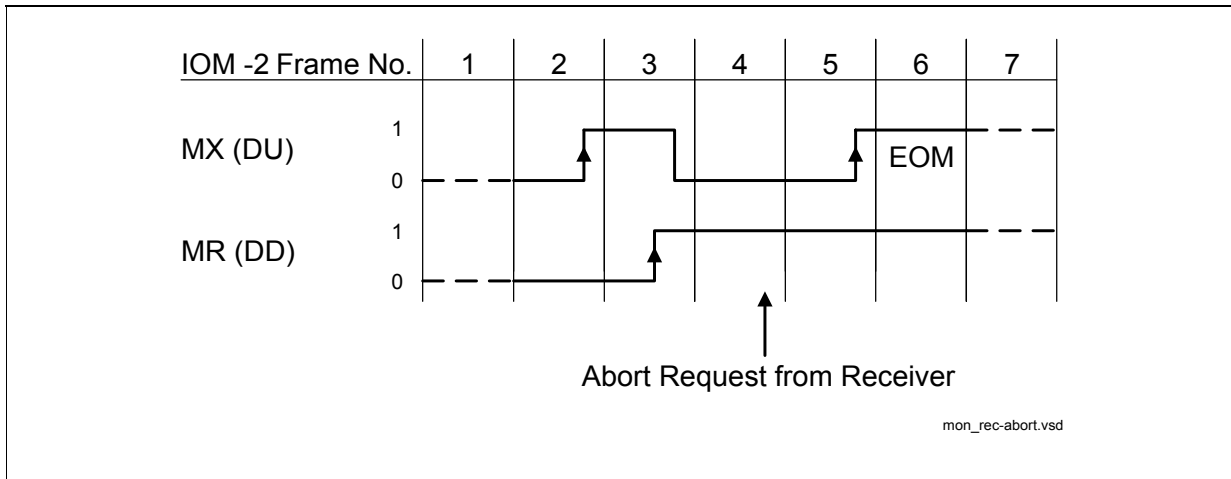 IOM -2 Frame No. 1 2 3 4 5 6 7
1
MX (DU)
0
EOM
1
MR (DD)
0
Abort Request from Receiver
mon_rec-abort.vsd